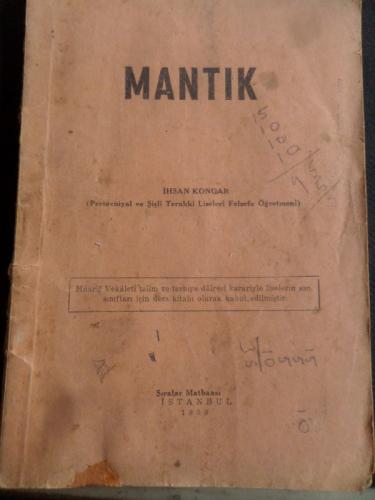 MANTIK
İHSAN KONGAR
(Pertevniyal ve Şişli Terakki Liseleri Felsefe Öğretmeni)
Maarif Vekâleti talim ve terbiye dairesi karariyle liselerin son
sınıfları için ders kitabı olarak kabul edilmiştir.
Sıralar Matbaası
İSTANBUL